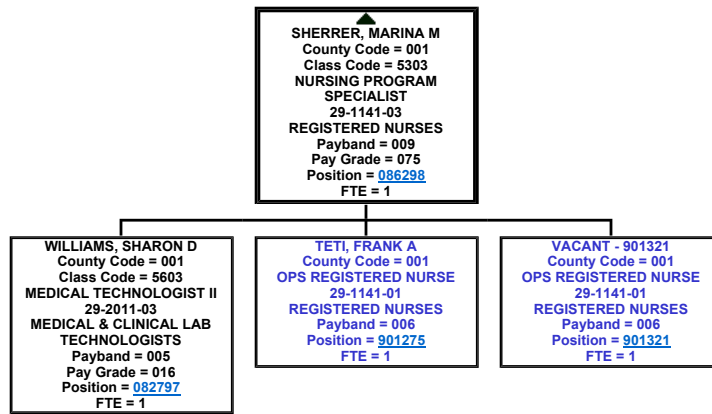 SHERRER, MARINA M
County Code = 001
Class Code = 5303
NURSING PROGRAM
SPECIALIST
29-1141-03
REGISTERED NURSES
Payband = 009
Pay Grade = 075
Position = 086298
FTE = 1
WILLIAMS, SHARON D
County Code = 001
Class Code = 5603
MEDICAL TECHNOLOGIST II
29-2011-03
MEDICAL & CLINICAL LAB
TECHNOLOGISTS
Payband = 005
Pay Grade = 016
Position = 082797
FTE = 1
TETI, FRANK A
County Code = 001
OPS REGISTERED NURSE
29-1141-01
REGISTERED NURSES
Payband = 006
Position = 901275
FTE = 1
VACANT - 901321
County Code = 001
OPS REGISTERED NURSE
29-1141-01
REGISTERED NURSES
Payband = 006
Position = 901321
FTE = 1